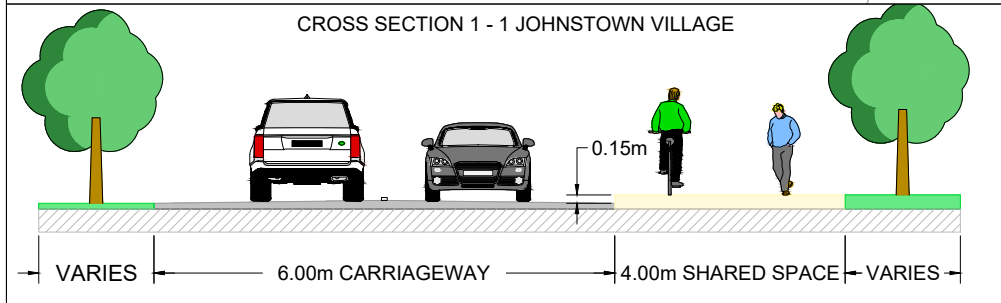 CROSS SECTION 1 - 1 JOHNSTOWN VILLAGE
0.15m
VARIES
6.00m CARRIAGEWAY
4.00m SHARED SPACE
VARIES